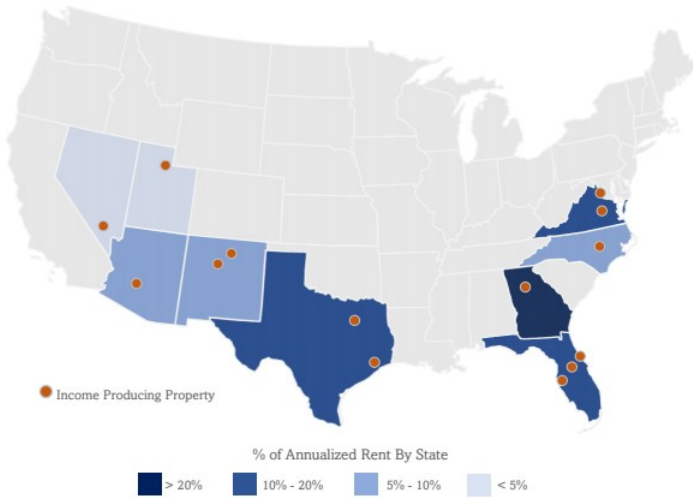 Income Producing Property
% of Annualized Rent By State
> 20% 10% - 20% 5% - 10% < 5%